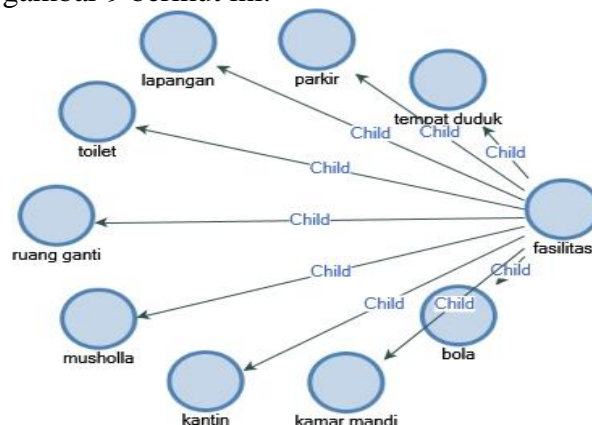 gambar 9 berikut ini.
lapangan
parkir
tempat duduk
toilet
Child
Child
Child
Child
fasilitas
Child
ruang ganti
Child
Child
Child
Child
bola
musholla
kantin
kamar mandi